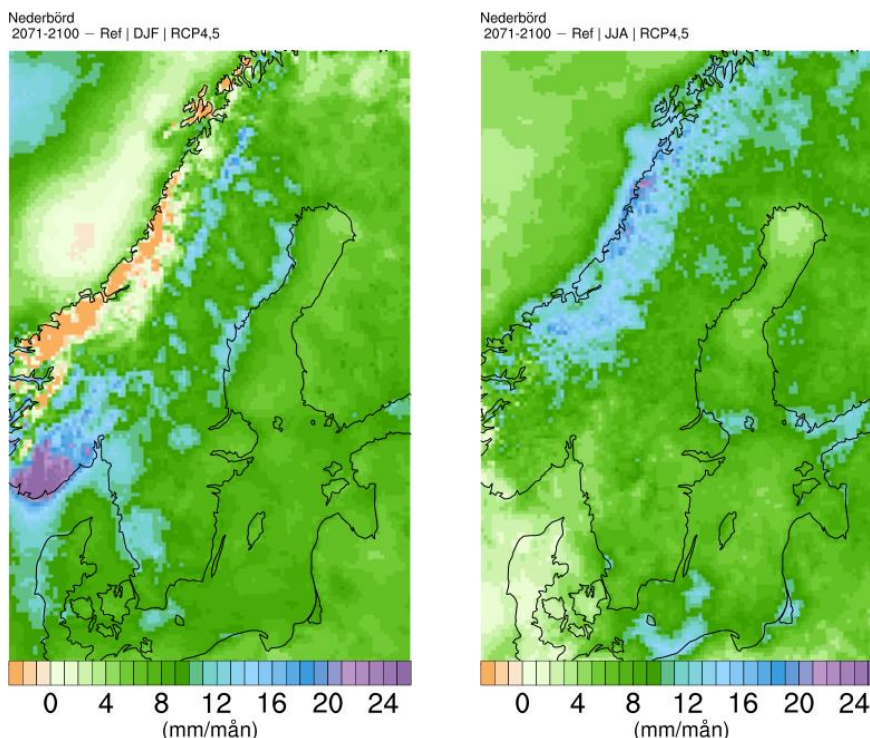 Nederbörd
2071-2100 — Ref | DJF | RCP4,5
0 4 8 12 16 20 24
(mm/mån)
Nederbörd
2071-2100 — Ref | JJA | RCP4,5
0 4 8 12 16 20 24
(mm/mån)